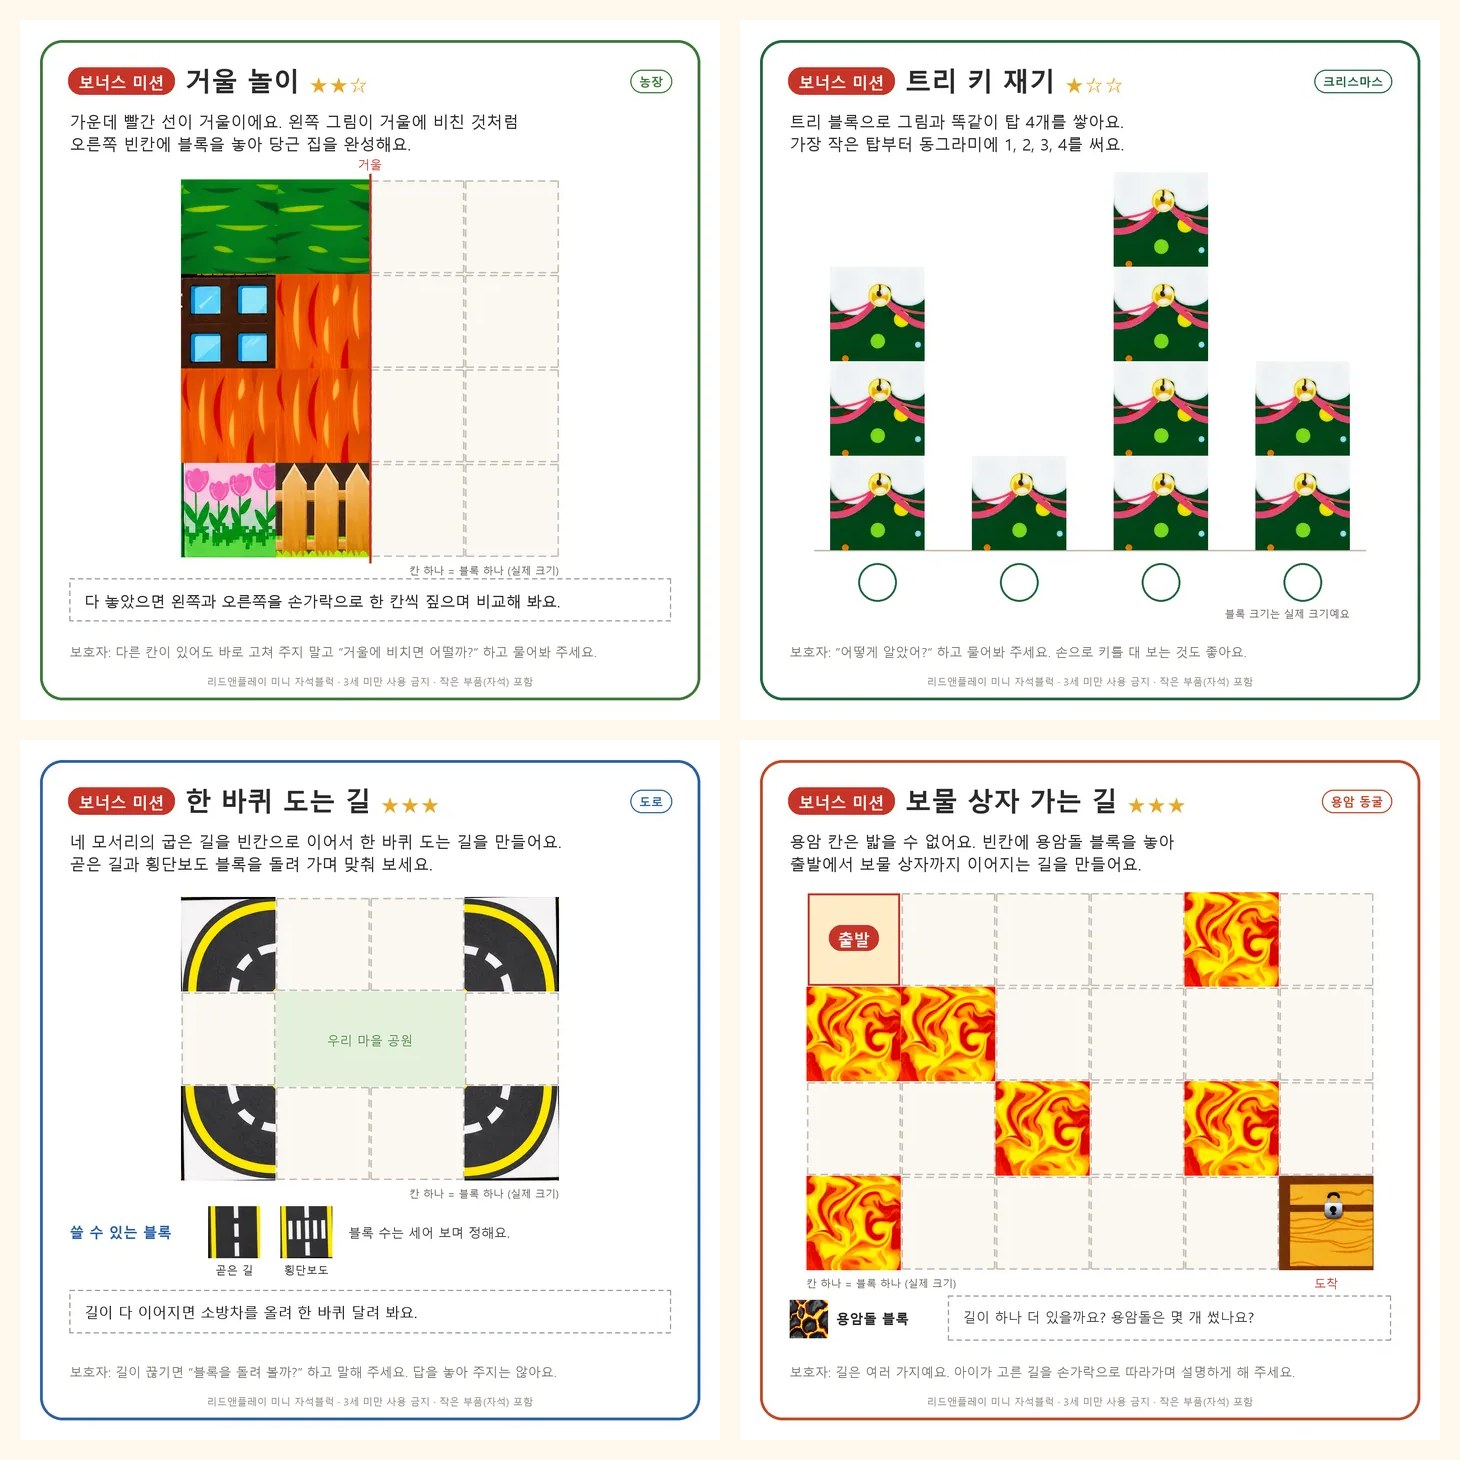 보너스 미션 거울 놀이 ★★☆ 농장
가운데 빨간 선이 거울이에요. 왼쪽 그림이 거울에 비친 것처럼
오른쪽 빈칸에 블록을 놓아 당근 집을 완성해요.
거울
칸 하나 = 블록 하나 (실제 크기)
다 놓았으면 왼쪽과 오른쪽을 손가락으로 한 칸씩 짚으며 비교해 봐요.
보호자: 다른 칸이 있어도 바로 고쳐 주지 말고 "거울에 비치면 어떨까?" 하고 물어봐 주세요.
리드앤플레이 미니 자석블럭 · 3세 미만 사용 금지 · 작은 부품(자석) 포함
보너스 미션 트리 키 재기 ★☆☆ 크리스마스
트리 블록으로 그림과 똑같이 탑 4개를 쌓아요.
가장 작은 탑부터 동그라미에 1, 2, 3, 4를 써요.
블록 크기는 실제 크기예요
보호자: "어떻게 알았어?" 하고 물어봐 주세요. 손으로 키를 대 보는 것도 좋아요.
리드앤플레이 미니 자석블럭 · 3세 미만 사용 금지 · 작은 부품(자석) 포함
보너스 미션 한 바퀴 도는 길 ★★★ 도로
네 모서리의 굽은 길을 빈칸으로 이어서 한 바퀴 도는 길을 만들어요.
곧은 길과 횡단보도 블록을 돌려 가며 맞춰 보세요.
우리 마을 공원
칸 하나 = 블록 하나 (실제 크기)
쓸 수 있는 블록
블록 수는 세어 보며 정해요.
곧은 길 횡단보도
길이 다 이어지면 소방차를 올려 한 바퀴 달려 봐요.
보호자: 길이 끊기면 "블록을 돌려 볼까?" 하고 말해 주세요. 답을 놓아 주지는 않아요.
리드앤플레이 미니 자석블럭 · 3세 미만 사용 금지 · 작은 부품(자석) 포함
보너스 미션 보물 상자 가는 길 ★★★ 용암 동굴
용암 칸은 밟을 수 없어요. 빈칸에 용암돌 블록을 놓아
출발에서 보물 상자까지 이어지는 길을 만들어요.
출발
칸 하나 = 블록 하나 (실제 크기)
도착
용암돌 블록
길이 하나 더 있을까요? 용암돌은 몇 개 썼나요?
보호자: 길은 여러 가지예요. 아이가 고른 길을 손가락으로 따라가며 설명하게 해 주세요.
리드앤플레이 미니 자석블럭 · 3세 미만 사용 금지 · 작은 부품(자석) 포함